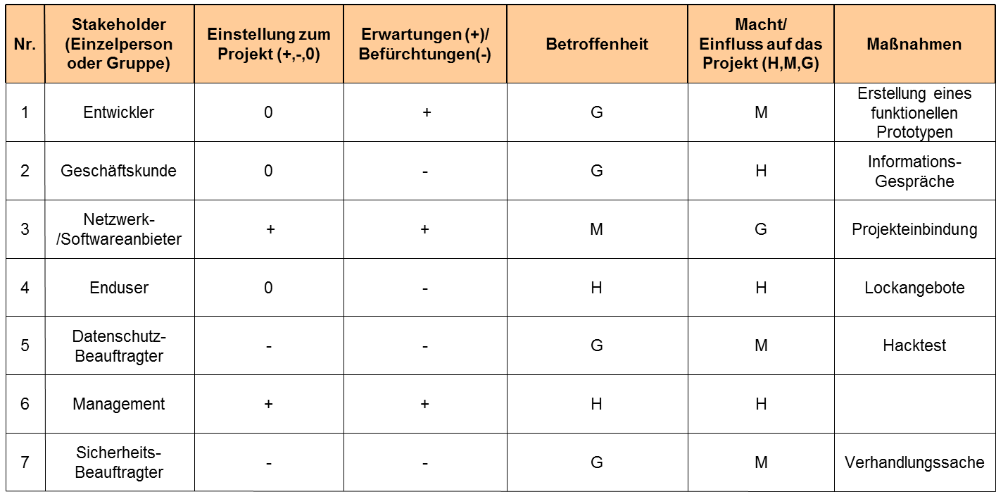 Nr.
Stakeholder
(Einzelperson
oder Gruppe)
Einstellung zum
Projekt (+,-,0)
Erwartungen (+)/
Befürchtungen(-)
Betroffenheit
Macht/
Einfluss auf das
Projekt (H,M,G)
Maßnahmen
1
Entwickler
0
+
G
M
Erstellung eines
funktionellen
Prototypen
2
Geschäftskunde
0
-
G
H
Informations-
Gespräche
3
Netzwerk-
/Softwareanbieter
+
+
M
G
Projekteinbindung
4
Enduser
0
-
H
H
Lockangebote
5
Datenschutz-
Beauftragter
-
-
G
M
Hacktest
6
Management
+
+
H
H
7
Sicherheits-
Beauftragter
-
-
G
M
Verhandlungssache